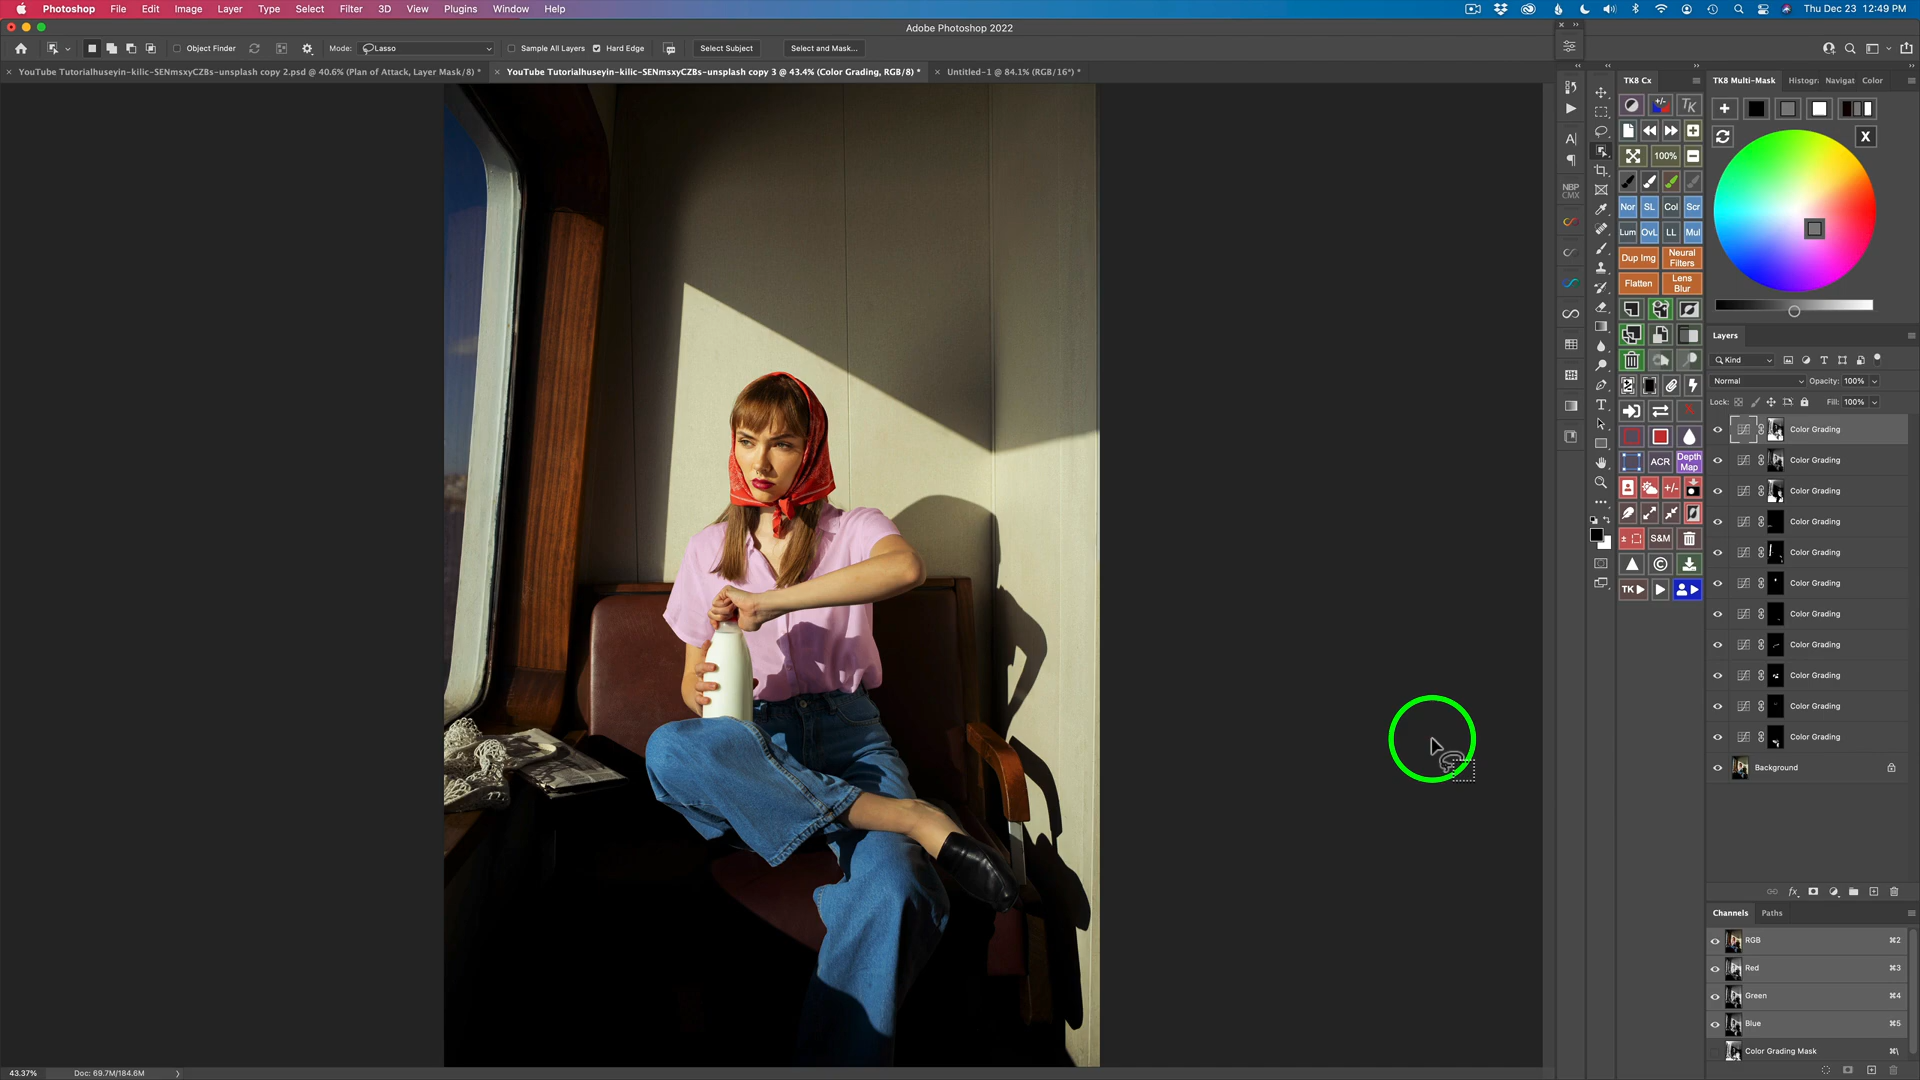 Photoshop File Edit Image Layer Type Select Filter 3D View Plugins Window Help Thu Dec 23 12:49 PM
Adobe Photoshop 2022
Object Finder Mode: Lasso Sample All Layers Hard Edge Select Subject Select and Mask...
YouTube Tutorialhuseyin-kilic-SENmsxyCZBs-unsplash copy 2.psd @ 40.6% (Plan of Attack, Layer Mask/8) * YouTube Tutorialhuseyin-kilic-SENmsxyCZBs-unsplash copy 3 @ 43.4% (Color Grading, RGB/8) * Untitled-1 @ 84.1% (RGB/16*) *
TK8 Cx TK8 Multi-Mask Histogr Navigat Color
TK
X
100%
NBP
CMX
Nor SL Col Scr
Lum OvL LL Mul
Dup Img Neural Filters
Flatten Lens Blur
ACR Depth Map
+/-
S&M
TK
Layers
Kind
Normal Opacity: 100%
Lock: Fill: 100%
Color Grading
Color Grading
Color Grading
Color Grading
Color Grading
Color Grading
Color Grading
Color Grading
Color Grading
Color Grading
Color Grading
Background
fx
Channels Paths
RGB ⌘2
Red ⌘3
Green ⌘4
Blue ⌘5
Color Grading Mask ⌘\
43.37% Doc: 69.7M/184.6M